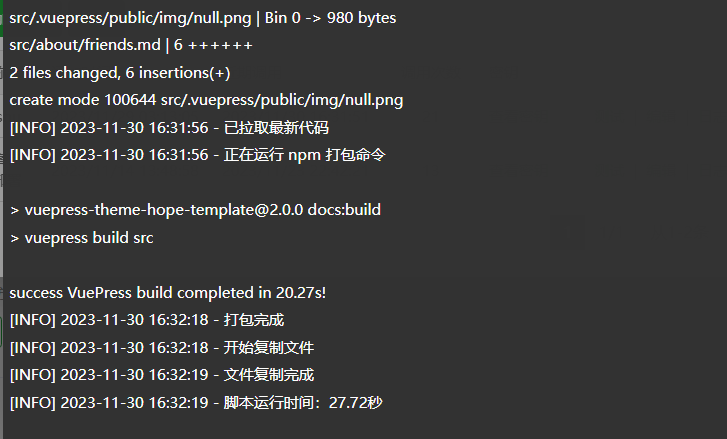 src/.vuepress/public/img/null.png | Bin 0 -> 980 bytes
src/about/friends.md | 6 ++++++
2 files changed, 6 insertions(+)
create mode 100644 src/.vuepress/public/img/null.png
[INFO] 2023-11-30 16:31:56 - 已拉取最新代码
[INFO] 2023-11-30 16:31:56 - 正在运行 npm 打包命令
> vuepress-theme-hope-template@2.0.0 docs:build
> vuepress build src
success VuePress build completed in 20.27s!
[INFO] 2023-11-30 16:32:18 - 打包完成
[INFO] 2023-11-30 16:32:18 - 开始复制文件
[INFO] 2023-11-30 16:32:19 - 文件复制完成
[INFO] 2023-11-30 16:32:19 - 脚本运行时间：27.72秒